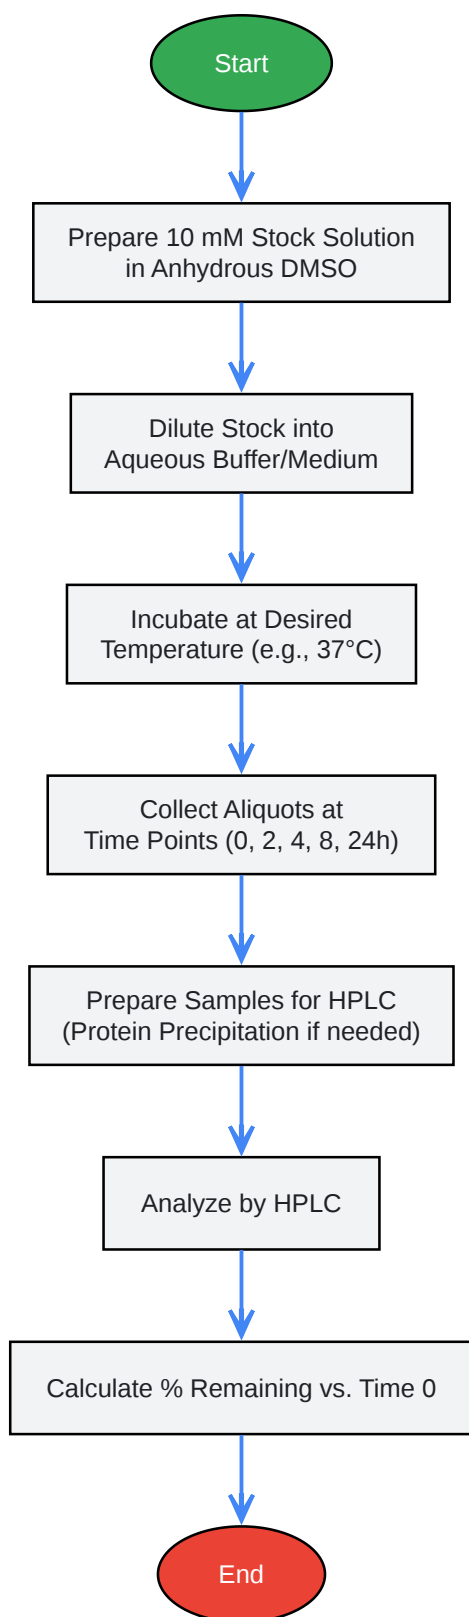 Start
Prepare 10 mM Stock Solution
in Anhydrous DMSO
Dilute Stock into
Aqueous Buffer/Medium
Incubate at Desired
Temperature (e.g., 37°C)
Collect Aliquots at
Time Points (0, 2, 4, 8, 24h)
Prepare Samples for HPLC
(Protein Precipitation if needed)
Analyze by HPLC
Calculate % Remaining vs. Time 0
End